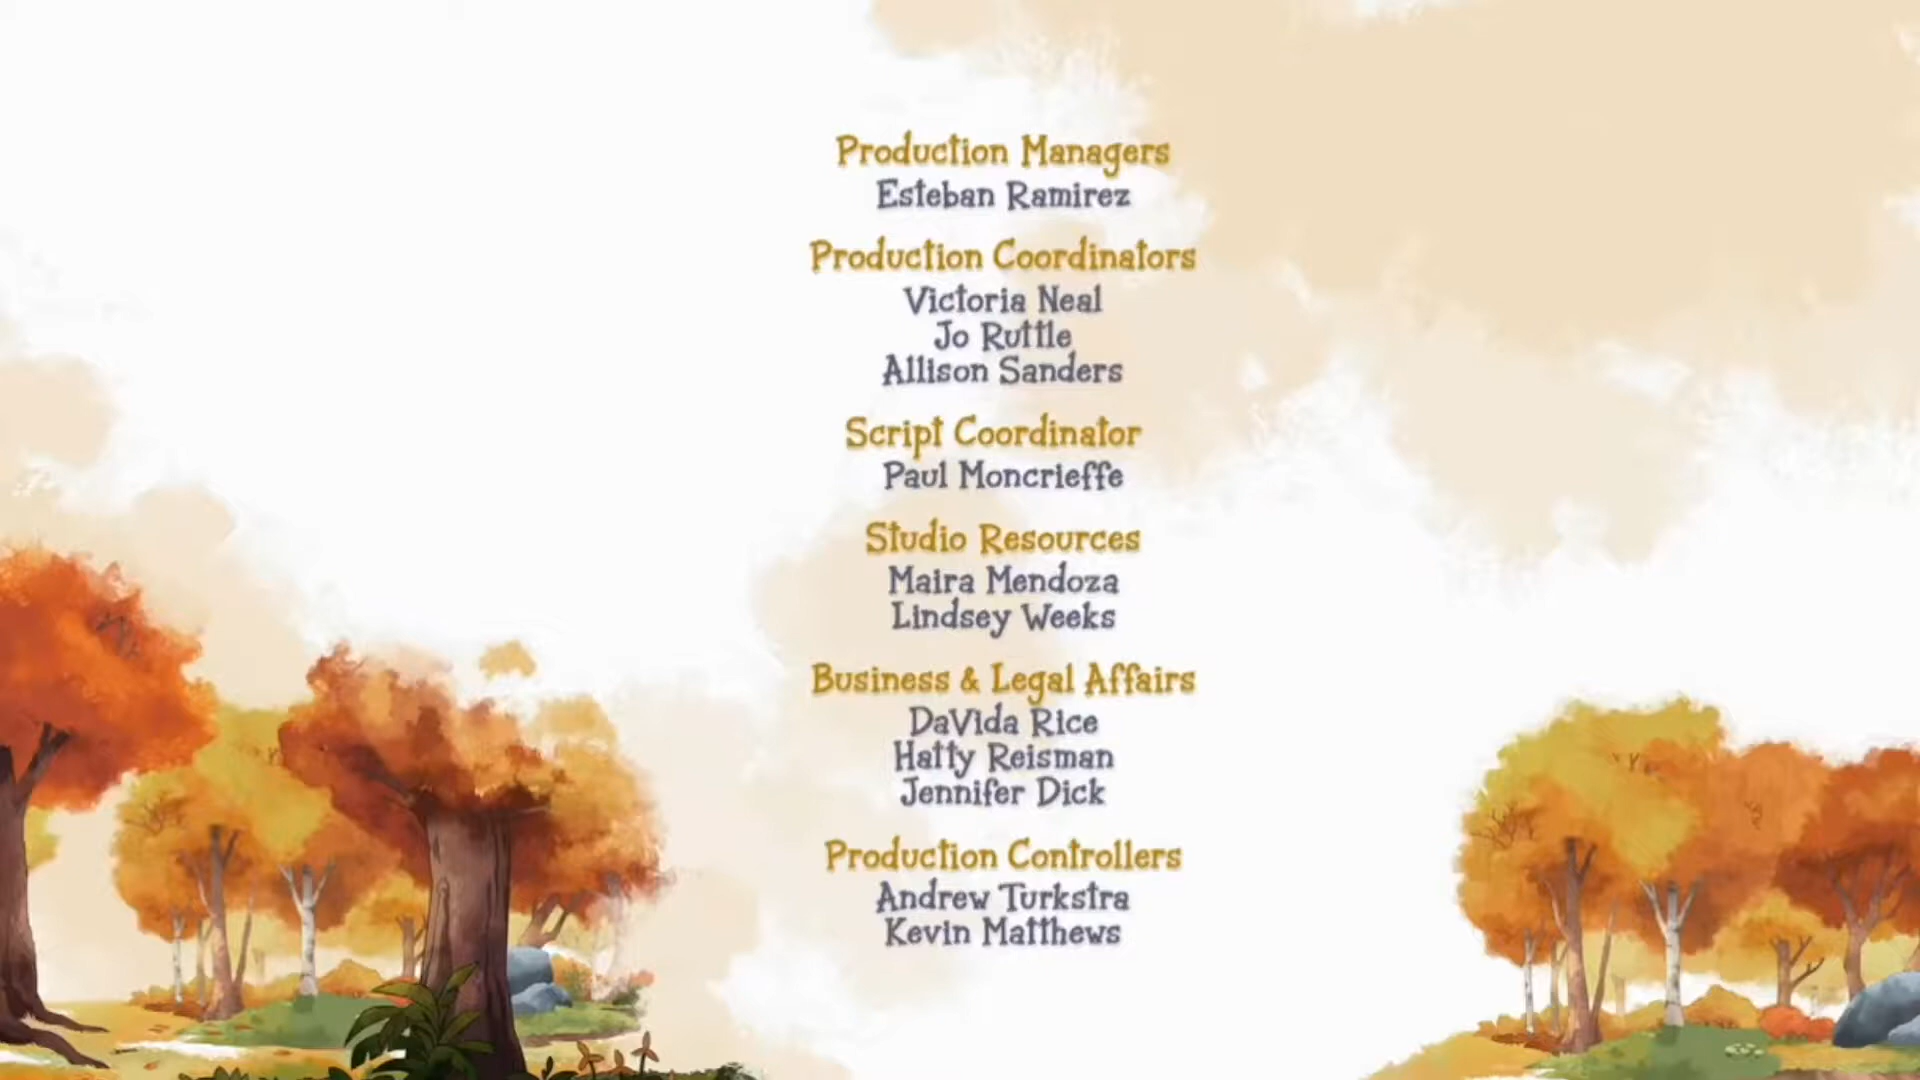 Production Managers
Esteban Ramirez
Production Coordinators
Victoria Neal
Jo Ruttle
Allison Sanders
Script Coordinator
Paul Moncrieffe
Studio Resources
Maira Mendoza
Lindsey Weeks
Business & Legal Affairs
DaVida Rice
Hatty Reisman
Jennifer Dick
Production Controllers
Andrew Turkstra
Kevin Matthews